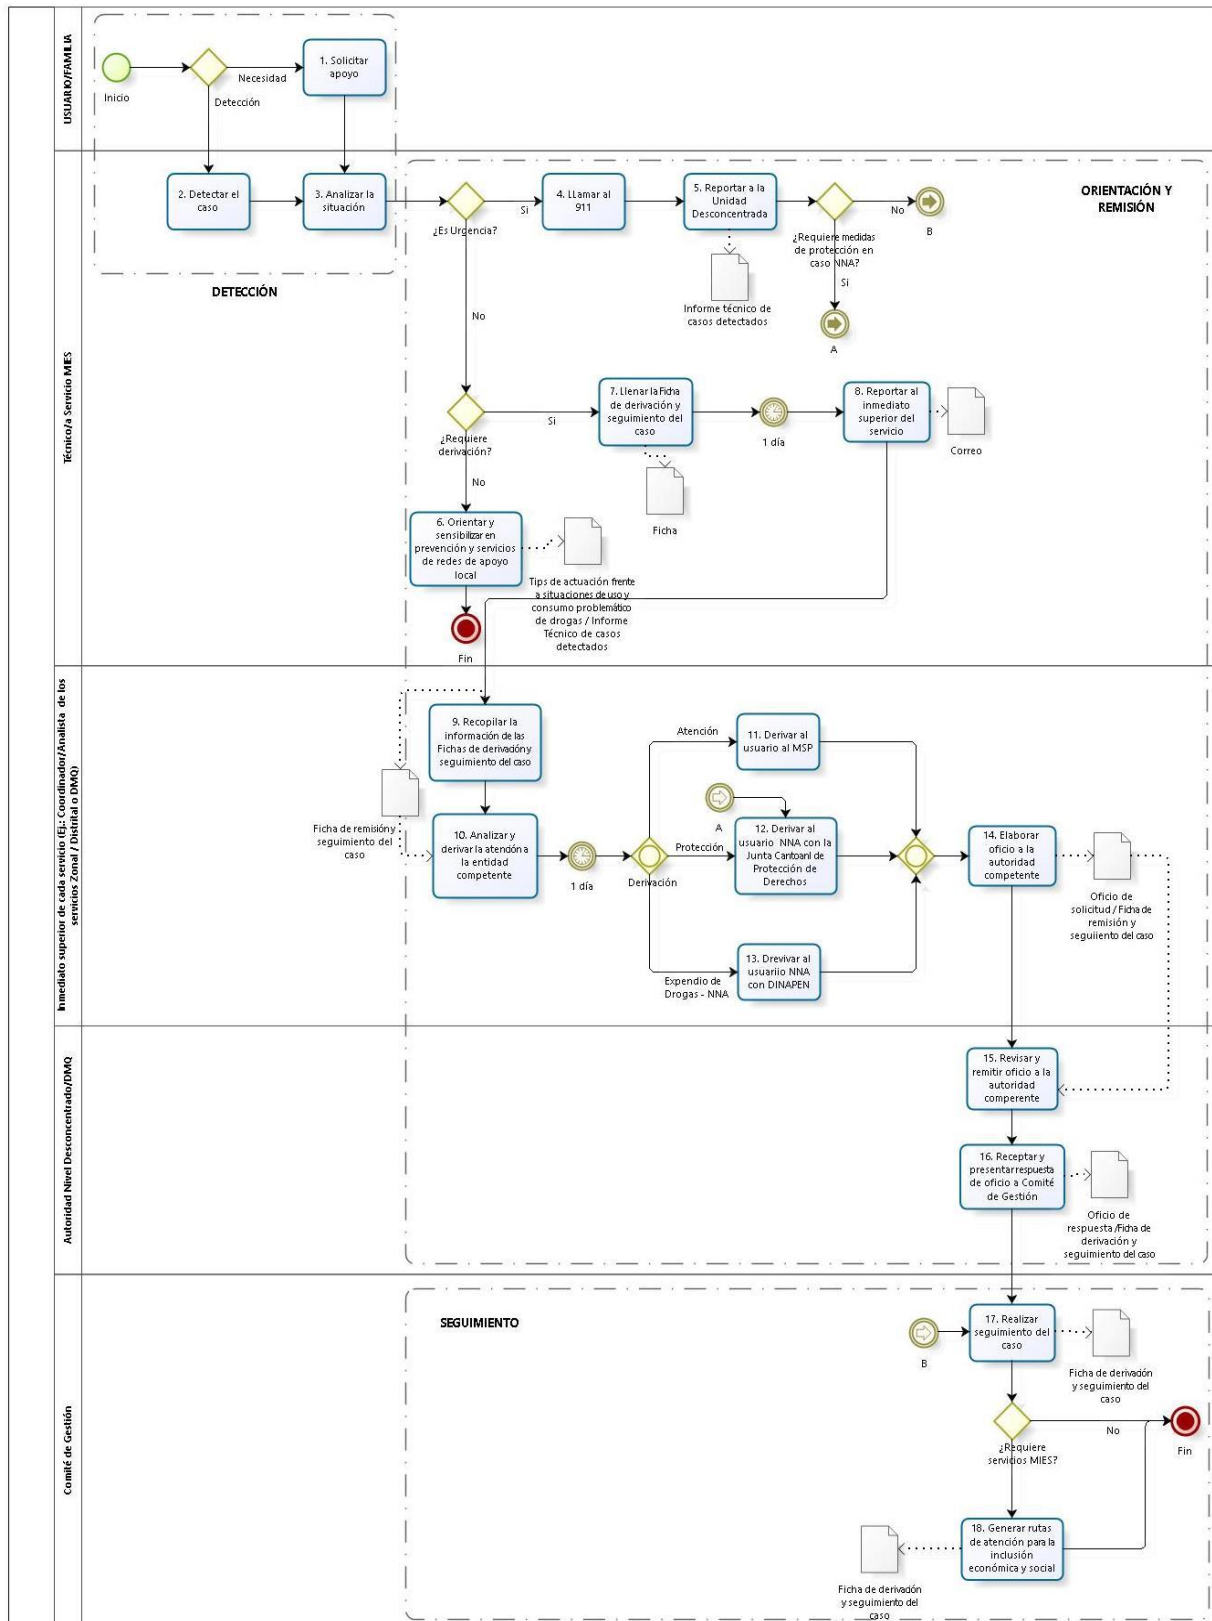 USUARIO/FAMILIA
Inicio
Necesidad
Detección
1. Solicitar
apoyo
Técnico/a Servicio MIES
2. Detectar el
caso
3. Analizar la
situación
DETECCIÓN
ORIENTACIÓN Y
REMISIÓN
¿Es Urgencia?
Si
4. LLamar al
911
5. Reportar a la
Unidad
Desconcentrada
Informe técnico de
casos detectados
¿Requiere medidas
de protección en
caso NNA?
No
B
Si
A
No
¿Requiere
derivación?
Si
7. Llenar la Ficha
de derivación y
seguimiento del
caso
Ficha
1 día
8. Reportar al
inmediato
superior del
servicio
Correo
No
6. Orientar y
sensibilizar en
prevención y servicios
de redes de apoyo
local
Tips de actuación frente
a situaciones de uso y
consumo problemático
de drogas / Informe
Técnico de casos
detectados
Fin
Inmediato superior de cada servicio (Ej.: Coordinador/Analista de los
servicios Zonal / Distrital o DMQ)
9. Recopilar la
información de las
Fichas de derivación y
seguimiento del caso
Ficha de remisión y
seguimiento del
caso
10. Analizar y
derivar la atención a
la entidad
competente
1 día
Derivación
Atención
11. Derivar al
usuario al MSP
A
Protección
12. Derivar al
usuario NNA con la
Junta Cantoanl de
Protección de
Derechos
Expendio de
Drogas - NNA
13. Drevivar al
usuariio NNA
con DINAPEN
14. Elaborar
oficio a la
autoridad
competente
Oficio de
solicitud / Ficha de
remisión y
seguiiento del caso
Autoridad Nivel Desconcentrado/DMQ
15. Revisar y
remitir oficio a la
autoridad
comperente
16. Receptar y
presentar respuesta
de oficio a Comité
de Gestión
Oficio de
respuesta /Ficha de
derivación y
seguimiento del caso
Comité de Gestión
SEGUIMIENTO
B
17. Realizar
seguimiento del
caso
Ficha de derivación
y seguimiento del
caso
¿Requiere
servicios MIES?
No
Fin
18. Generar rutas
de atención para la
inclusión
económica y social
Ficha de derivación
y seguimiento del
caso